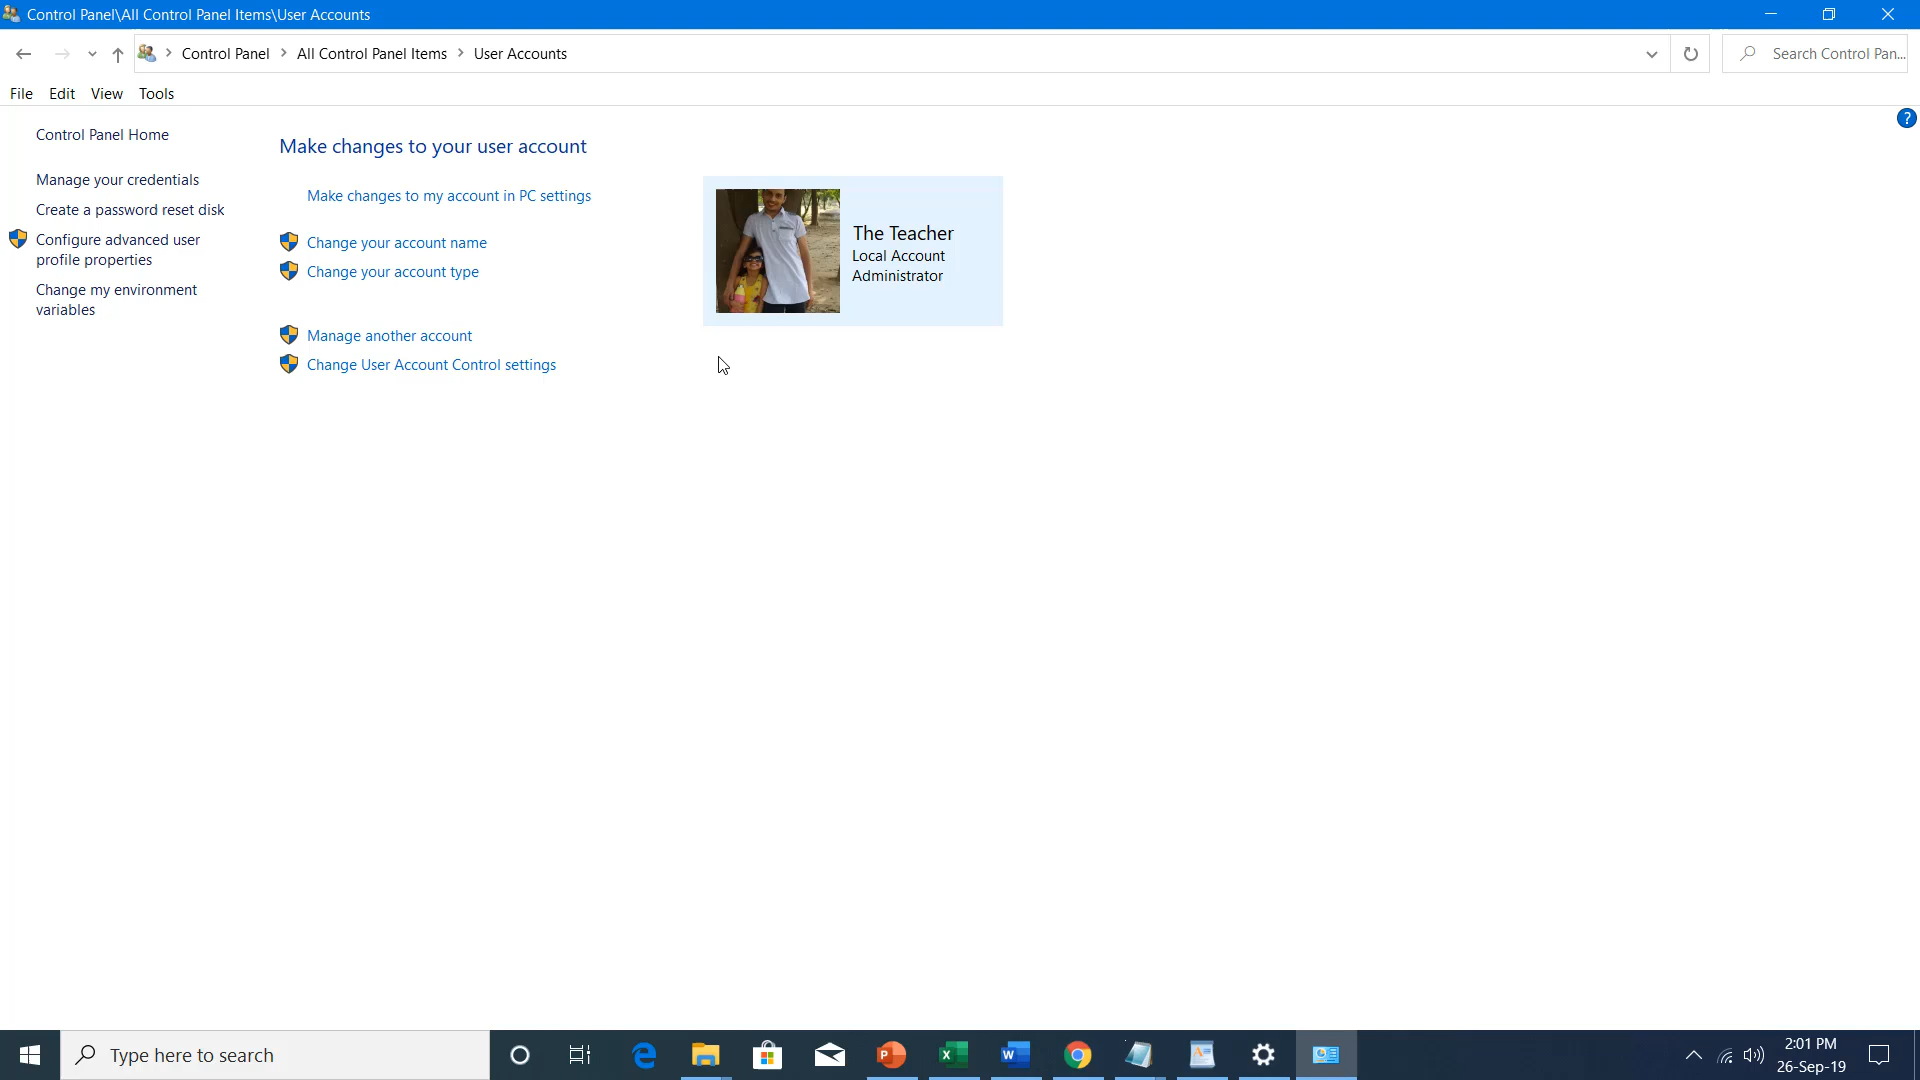 Control Panel\All Control Panel Items\User Accounts
Control Panel > All Control Panel Items > User Accounts
Search Control Pan...
File Edit View Tools
Control Panel Home
Manage your credentials
Create a password reset disk
Configure advanced user
profile properties
Change my environment
variables
Make changes to your user account
Make changes to my account in PC settings
Change your account name
Change your account type
Manage another account
Change User Account Control settings
The Teacher
Local Account
Administrator
?
Type here to search
2:01 PM
26-Sep-19